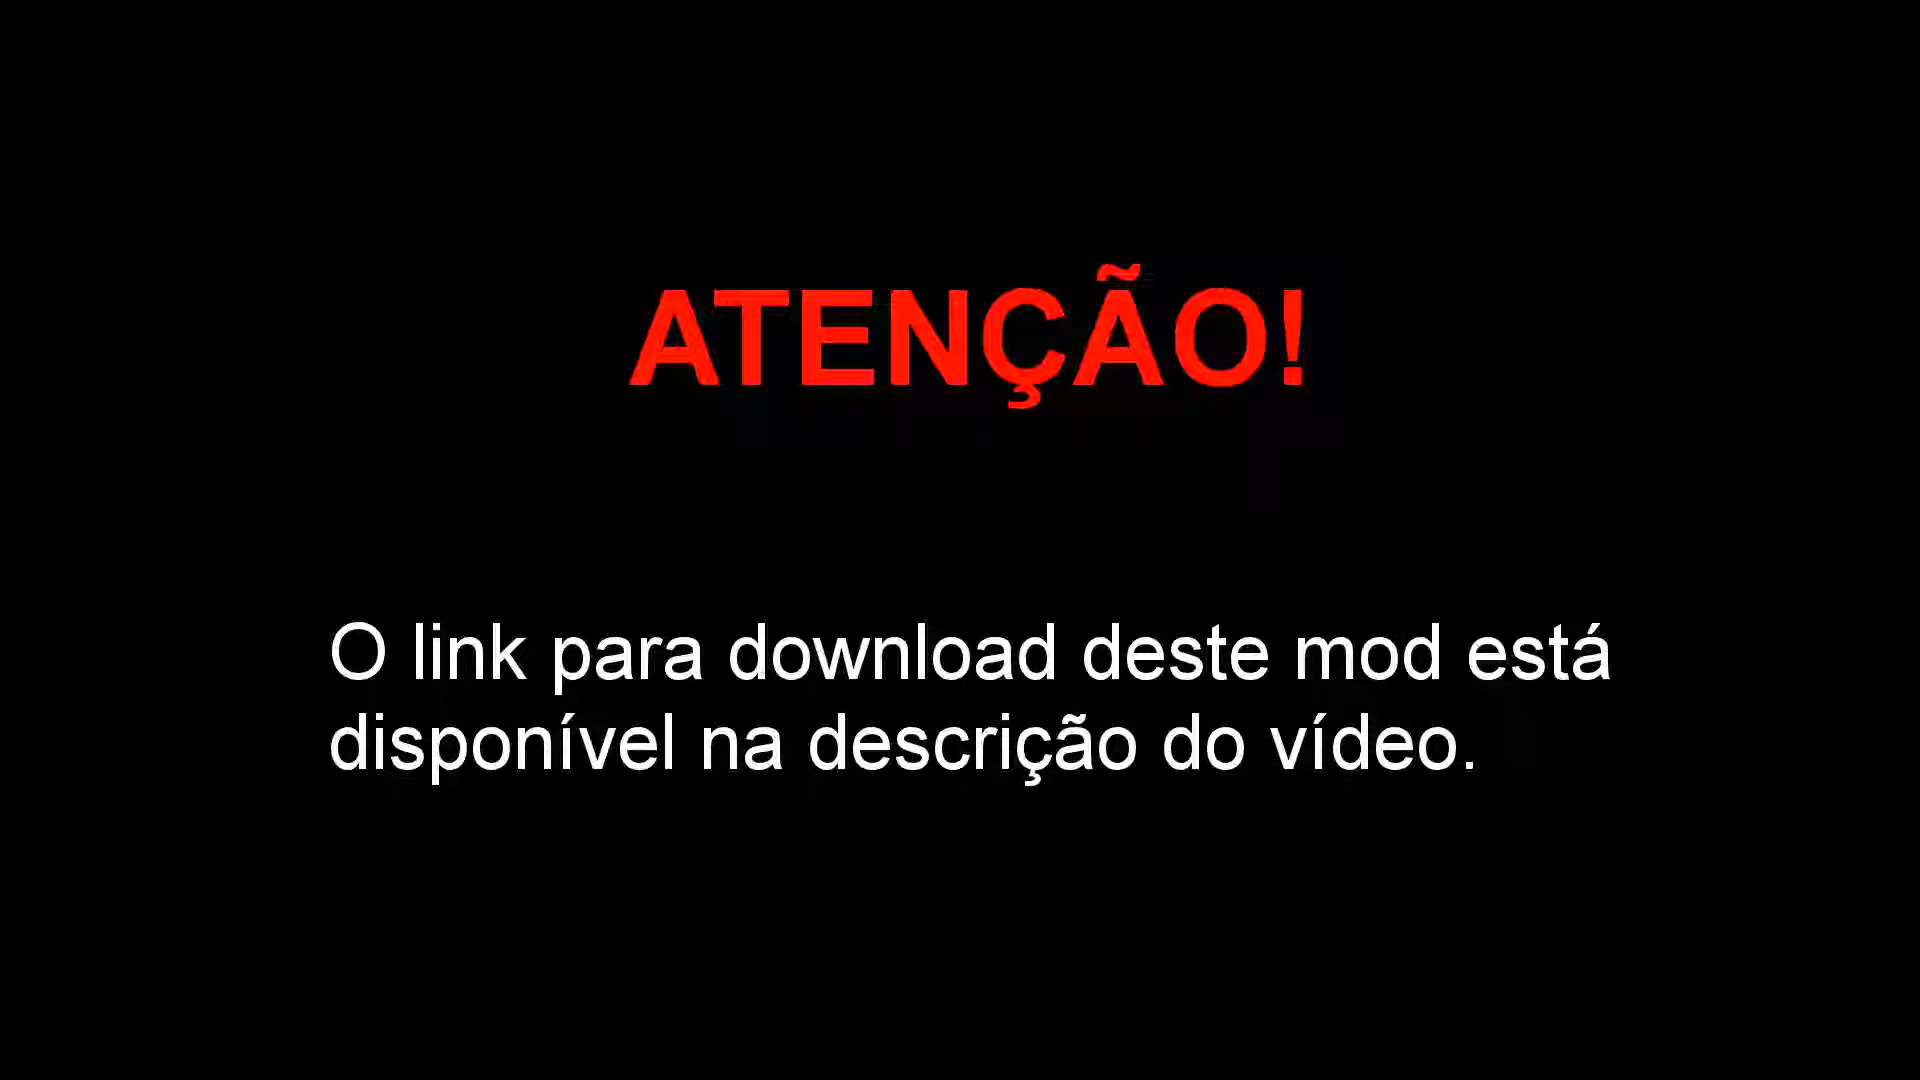 ATENÇÃO!
O link para download deste mod está
disponível na descrição do vídeo.